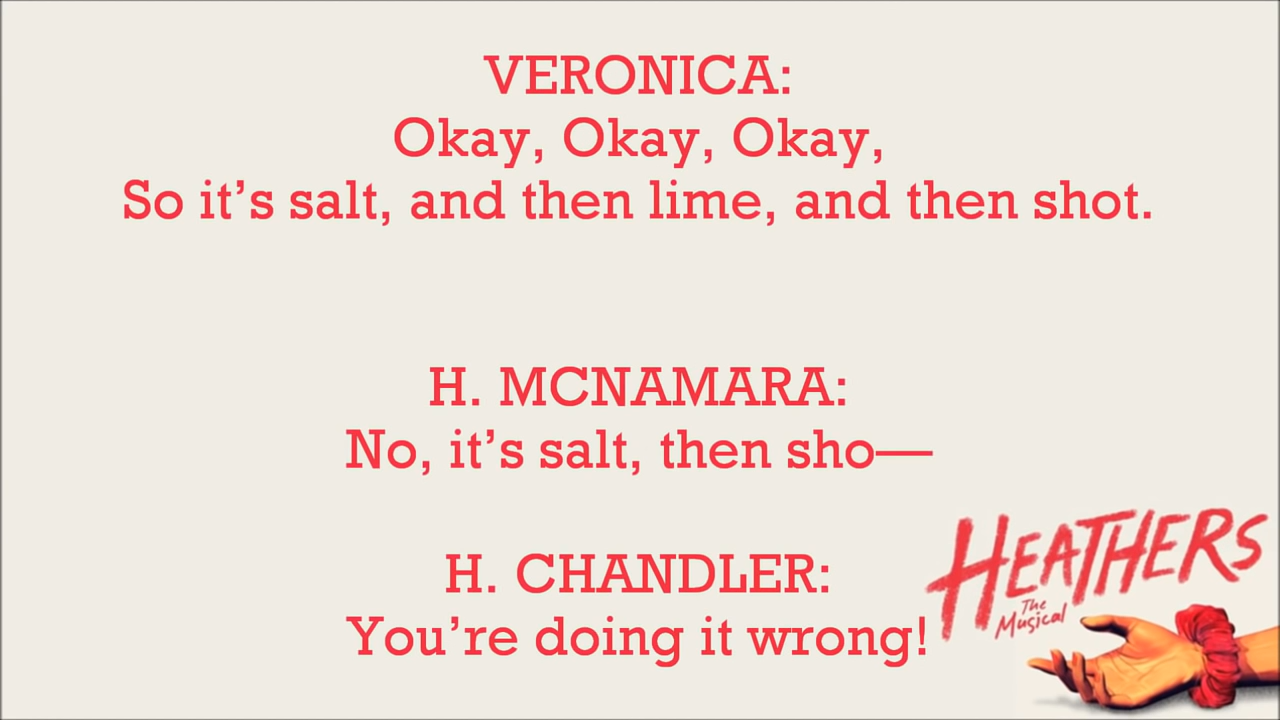 VERONICA:
Okay, Okay, Okay,
So it’s salt, and then lime, and then shot.
H. MCNAMARA:
No, it’s salt, then sho—
H. CHANDLER:
You’re doing it wrong!
HEATHERS
The
Musical